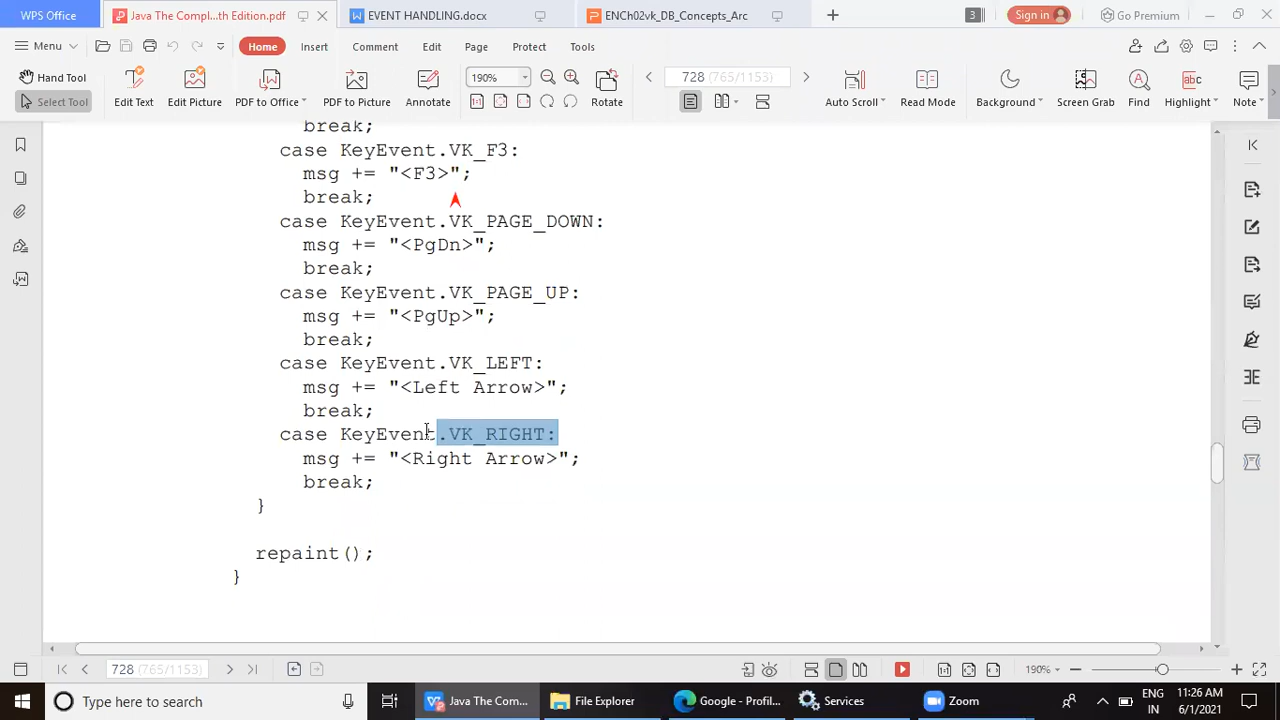 WPS Office
Java The Compl...th Edition.pdf
EVENT HANDLING.docx
ENCh02vk_DB_Concepts_Arc
3
Sign in
Go Premium
Menu
Home
Insert
Comment
Edit
Page
Protect
Tools
Hand Tool
Select Tool
Edit Text
Edit Picture
PDF to Office
PDF to Picture
Annotate
190%
Rotate
728 (765/1153)
Auto Scroll
Read Mode
Background
Screen Grab
Find
Highlight
Note
break;
case KeyEvent.VK_F3:
msg += "<F3>";
break;
case KeyEvent.VK_PAGE_DOWN:
msg += "<PgDn>";
break;
case KeyEvent.VK_PAGE_UP:
msg += "<PgUp>";
break;
case KeyEvent.VK_LEFT:
msg += "<Left Arrow>";
break;
case KeyEvent.VK_RIGHT:
msg += "<Right Arrow>";
break;
}
repaint();
}
728 (765/1153)
190%
Type here to search
Java The Com...
File Explorer
Google - Profil...
Services
Zoom
ENG
IN
11:26 AM
6/1/2021